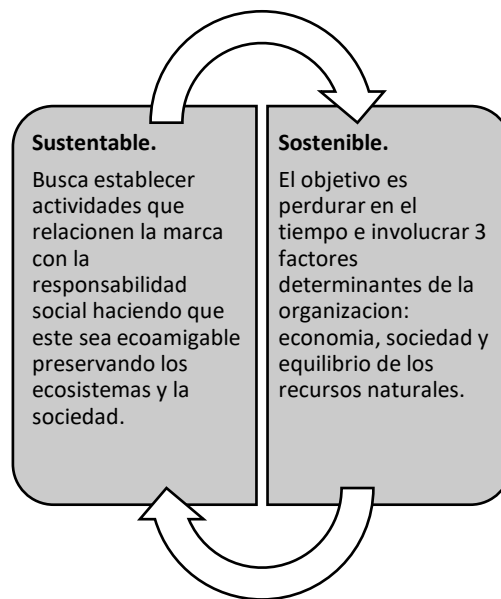 Sustentable.
Busca establecer
actividades que
relacionen la marca
con la
responsabilidad
social haciendo que
este sea ecoamigable
preservando los
ecosistemas y la
sociedad.
Sostenible.
El objetivo es
perdurar en el
tiempo e involucrar 3
factores
determinantes de la
organizacion:
economia, sociedad y
equilibrio de los
recursos naturales.